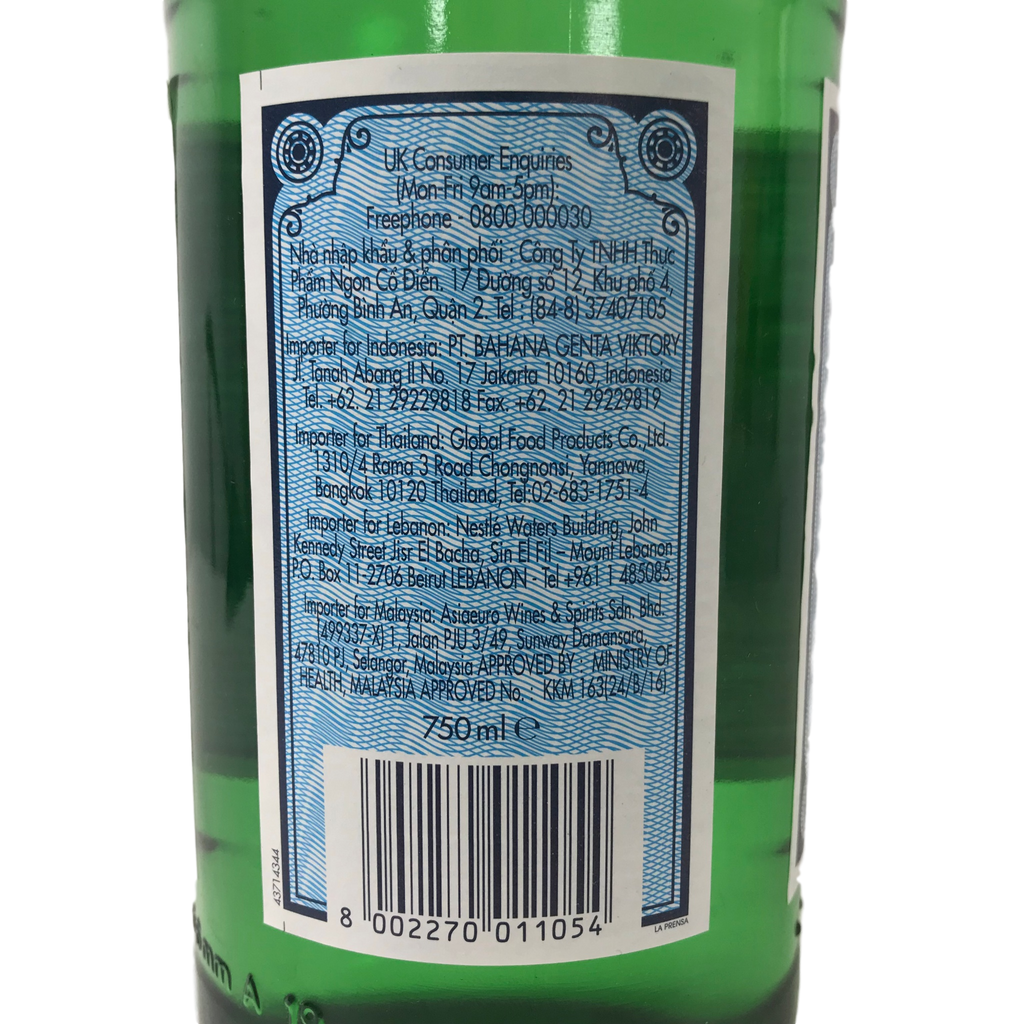 UK Consumer Enquiries
(Mon-Fri 9am-5pm):
Freephone - 0800 000030
Nhà nhập khẩu & phân phối - Công Ty TNHH Thực
Phẩm Ngon Cổ Điển, 17 Đường số 12, Khu phố 4,
Phường Bình An, Quận 2. Tel : (84-8) 37407105
Importer for Indonesia: PT. BAHANA GENTA VIKTORY
Jl. Tanah Abang II No. 17 Jakarta 10160, Indonesia
Tel. +62. 21 29229818 Fax. +62. 21 29229819
Importer for Thailand: Global Food Products Co., Ltd.
1310/4 Rama 3 Road Chongnonsi, Yannawa,
Bangkok 10120 Thailand, Tel:02-683-1751-4
Importer for Lebanon: Nestlé Waters Building, John
Kennedy Street Jisr El Bacha, Sin El Fil – Mount Lebanon
P.O. Box 11-2706 Beirut LEBANON - Tel +961 1 485085.
Importer for Malaysia: Asiaeuro Wines & Spirits Sdn. Bhd.
(499337-X) 1, Jalan PJU 3/49, Sunway Damansara,
47810 PJ, Selangor, Malaysia APPROVED BY : MINISTRY OF
HEALTH, MALAYSIA APPROVED No. : KKM 163(24/B/16)
750 ml ℮
8 002270 011054
43714344
LA PRENSA
mm A